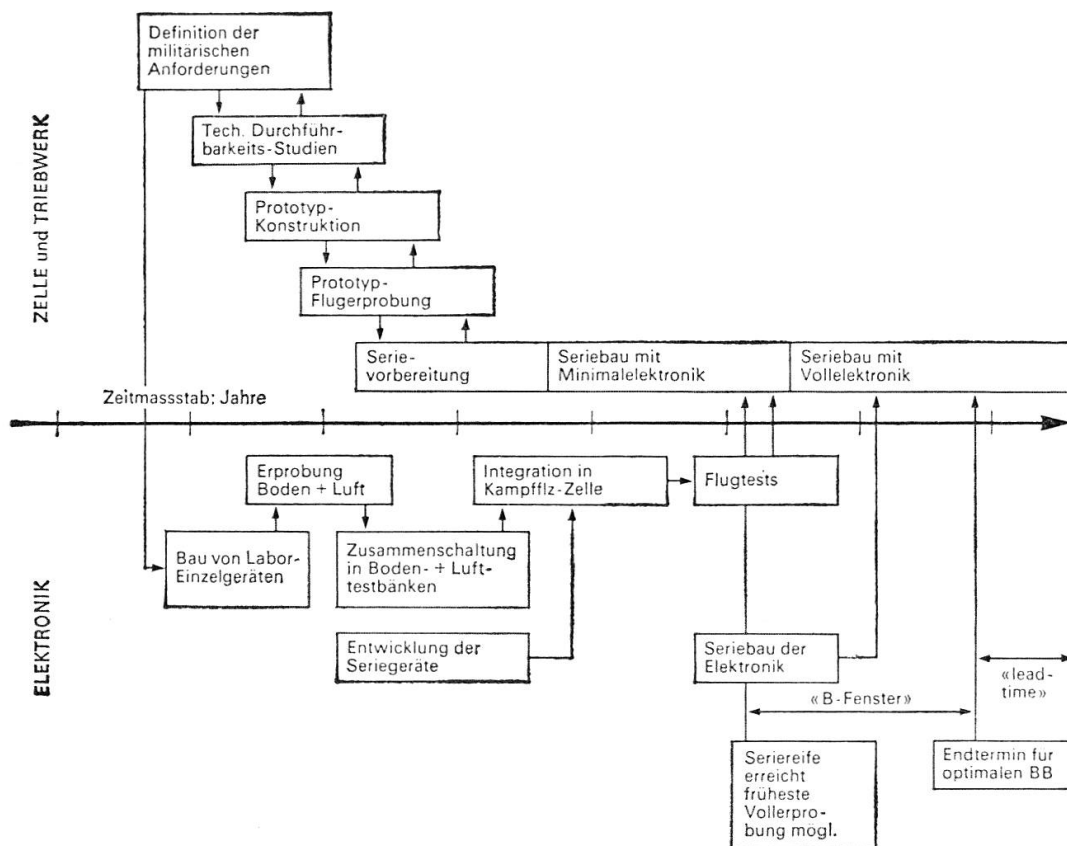 Definition der
militärischen
Anforderungen
Tech. Durchführ-
barkeits-Studien
Prototyp-
Konstruktion
Prototyp-
Flugerprobung
Serie-
vorbereitung
Seriebau mit
Minimalelektronik
Seriebau mit
Vollelektronik
ZELLE und TRIEBWERK
Zeitmassstab: Jahre
ELEKTRONIK
Erprobung
Boden + Luft
Integration in
Kampfflz-Zelle
Flugtests
Bau von Labor-
Einzelgeräten
Zusammenschaltung
in Boden- + Luft-
testbänken
Entwicklung der
Seriegeräte
Seriebau der
Elektronik
«B-Fenster»
«lead-
time»
Seriereife
erreicht
früheste
Vollerpro-
bung mögl.
Endtermin fur
optimalen BB